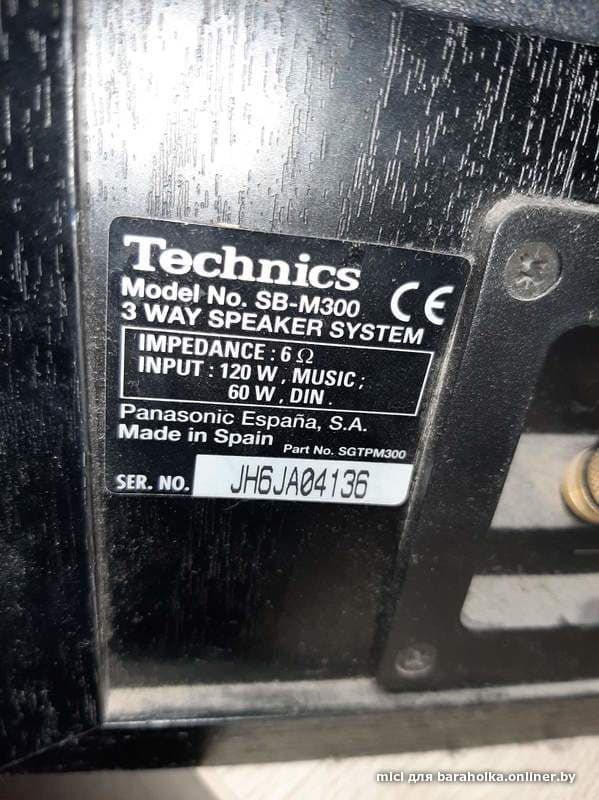 Technics
Model No. SB-M300
CE
3 WAY SPEAKER SYSTEM
IMPEDANCE : 6 Ω
INPUT : 120 W , MUSIC ;
60 W , DIN .
Panasonic España, S.A.
Made in Spain
Part No. SGTPM300
SER. NO. JH6JA04136
mici для baraholka.onliner.by